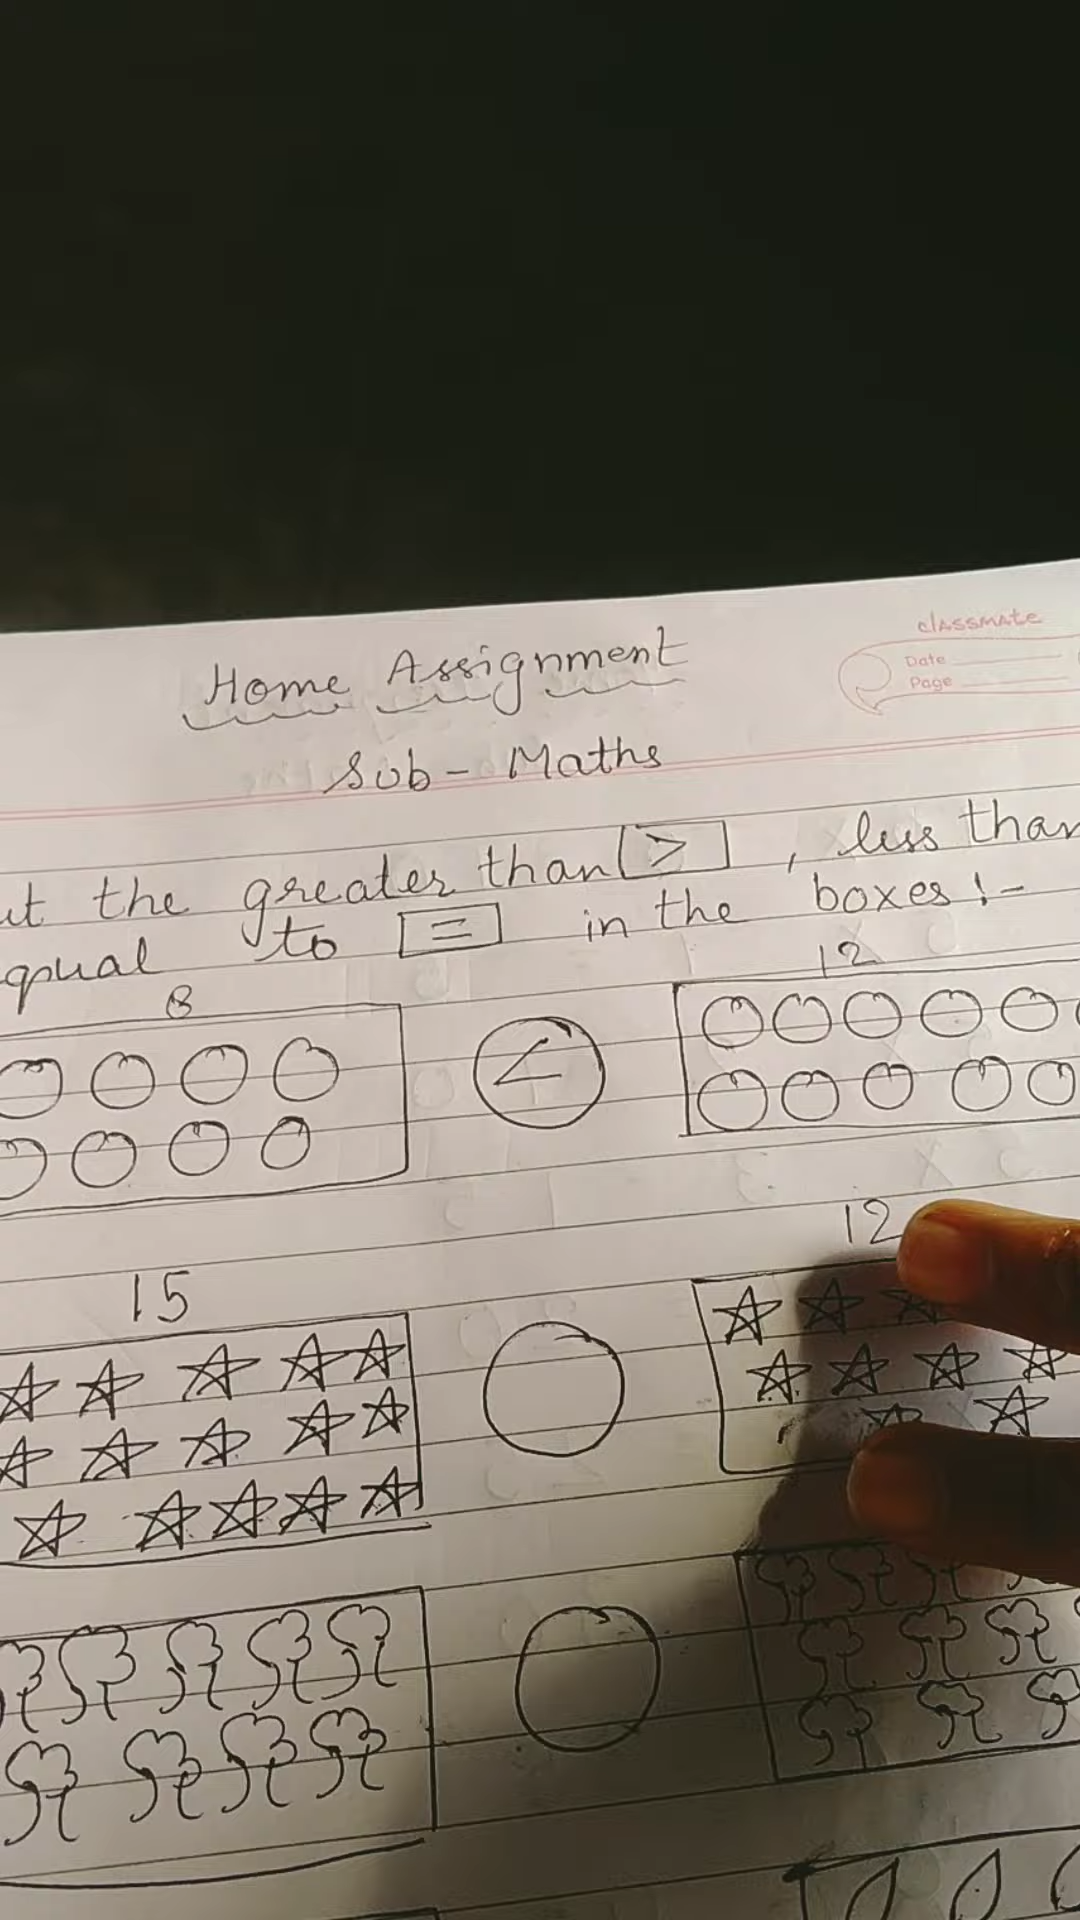 classmate
Date
Page
Home Assignment
Sub - Maths
ut the greater than [>] , less than
qual to [=] in the boxes :-
8
<
12
15
12